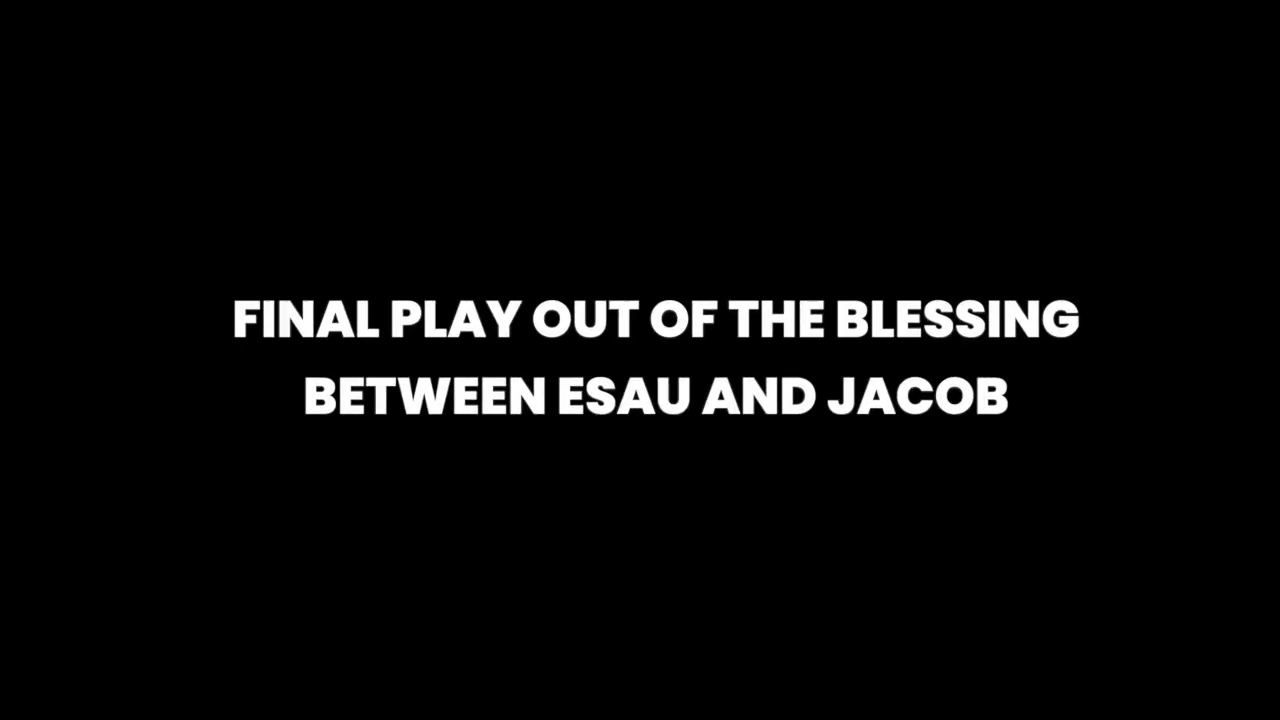 FINAL PLAY OUT OF THE BLESSING
BETWEEN ESAU AND JACOB